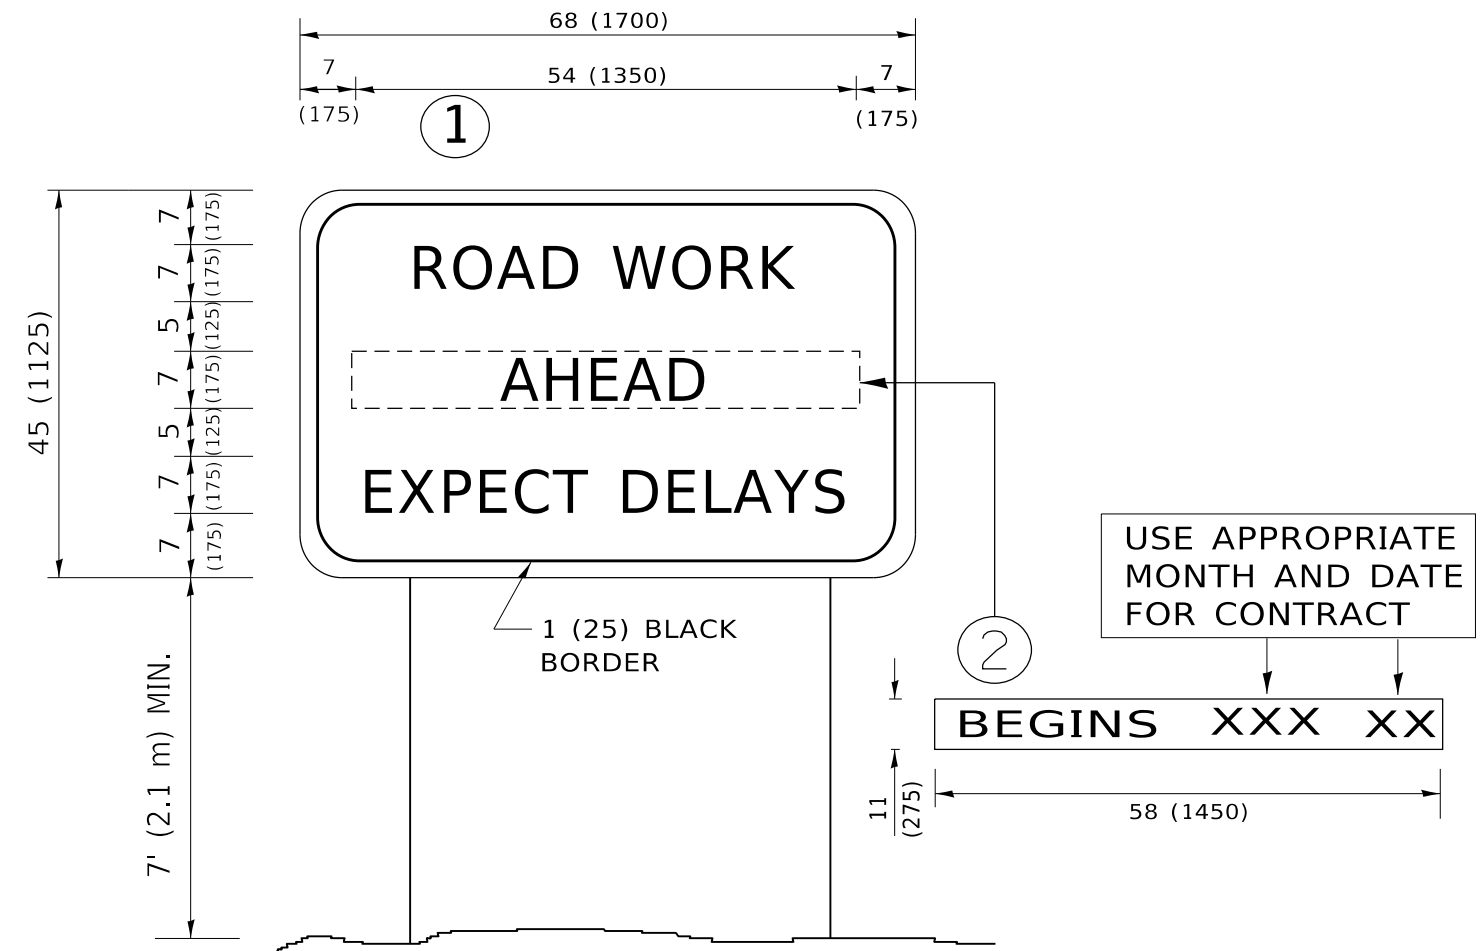 68 (1700)
7
54 (1350)
7
(175)
(175)
1
7
(175)
7
(175)
5
(125)
7
(175)
5
(125)
7
(175)
7
(175)
45 (1125)
ROAD WORK
AHEAD
EXPECT DELAYS
1 (25) BLACK
BORDER
7' (2.1 m) MIN.
USE APPROPRIATE
MONTH AND DATE
FOR CONTRACT
2
BEGINS XXX XX
11
(275)
58 (1450)